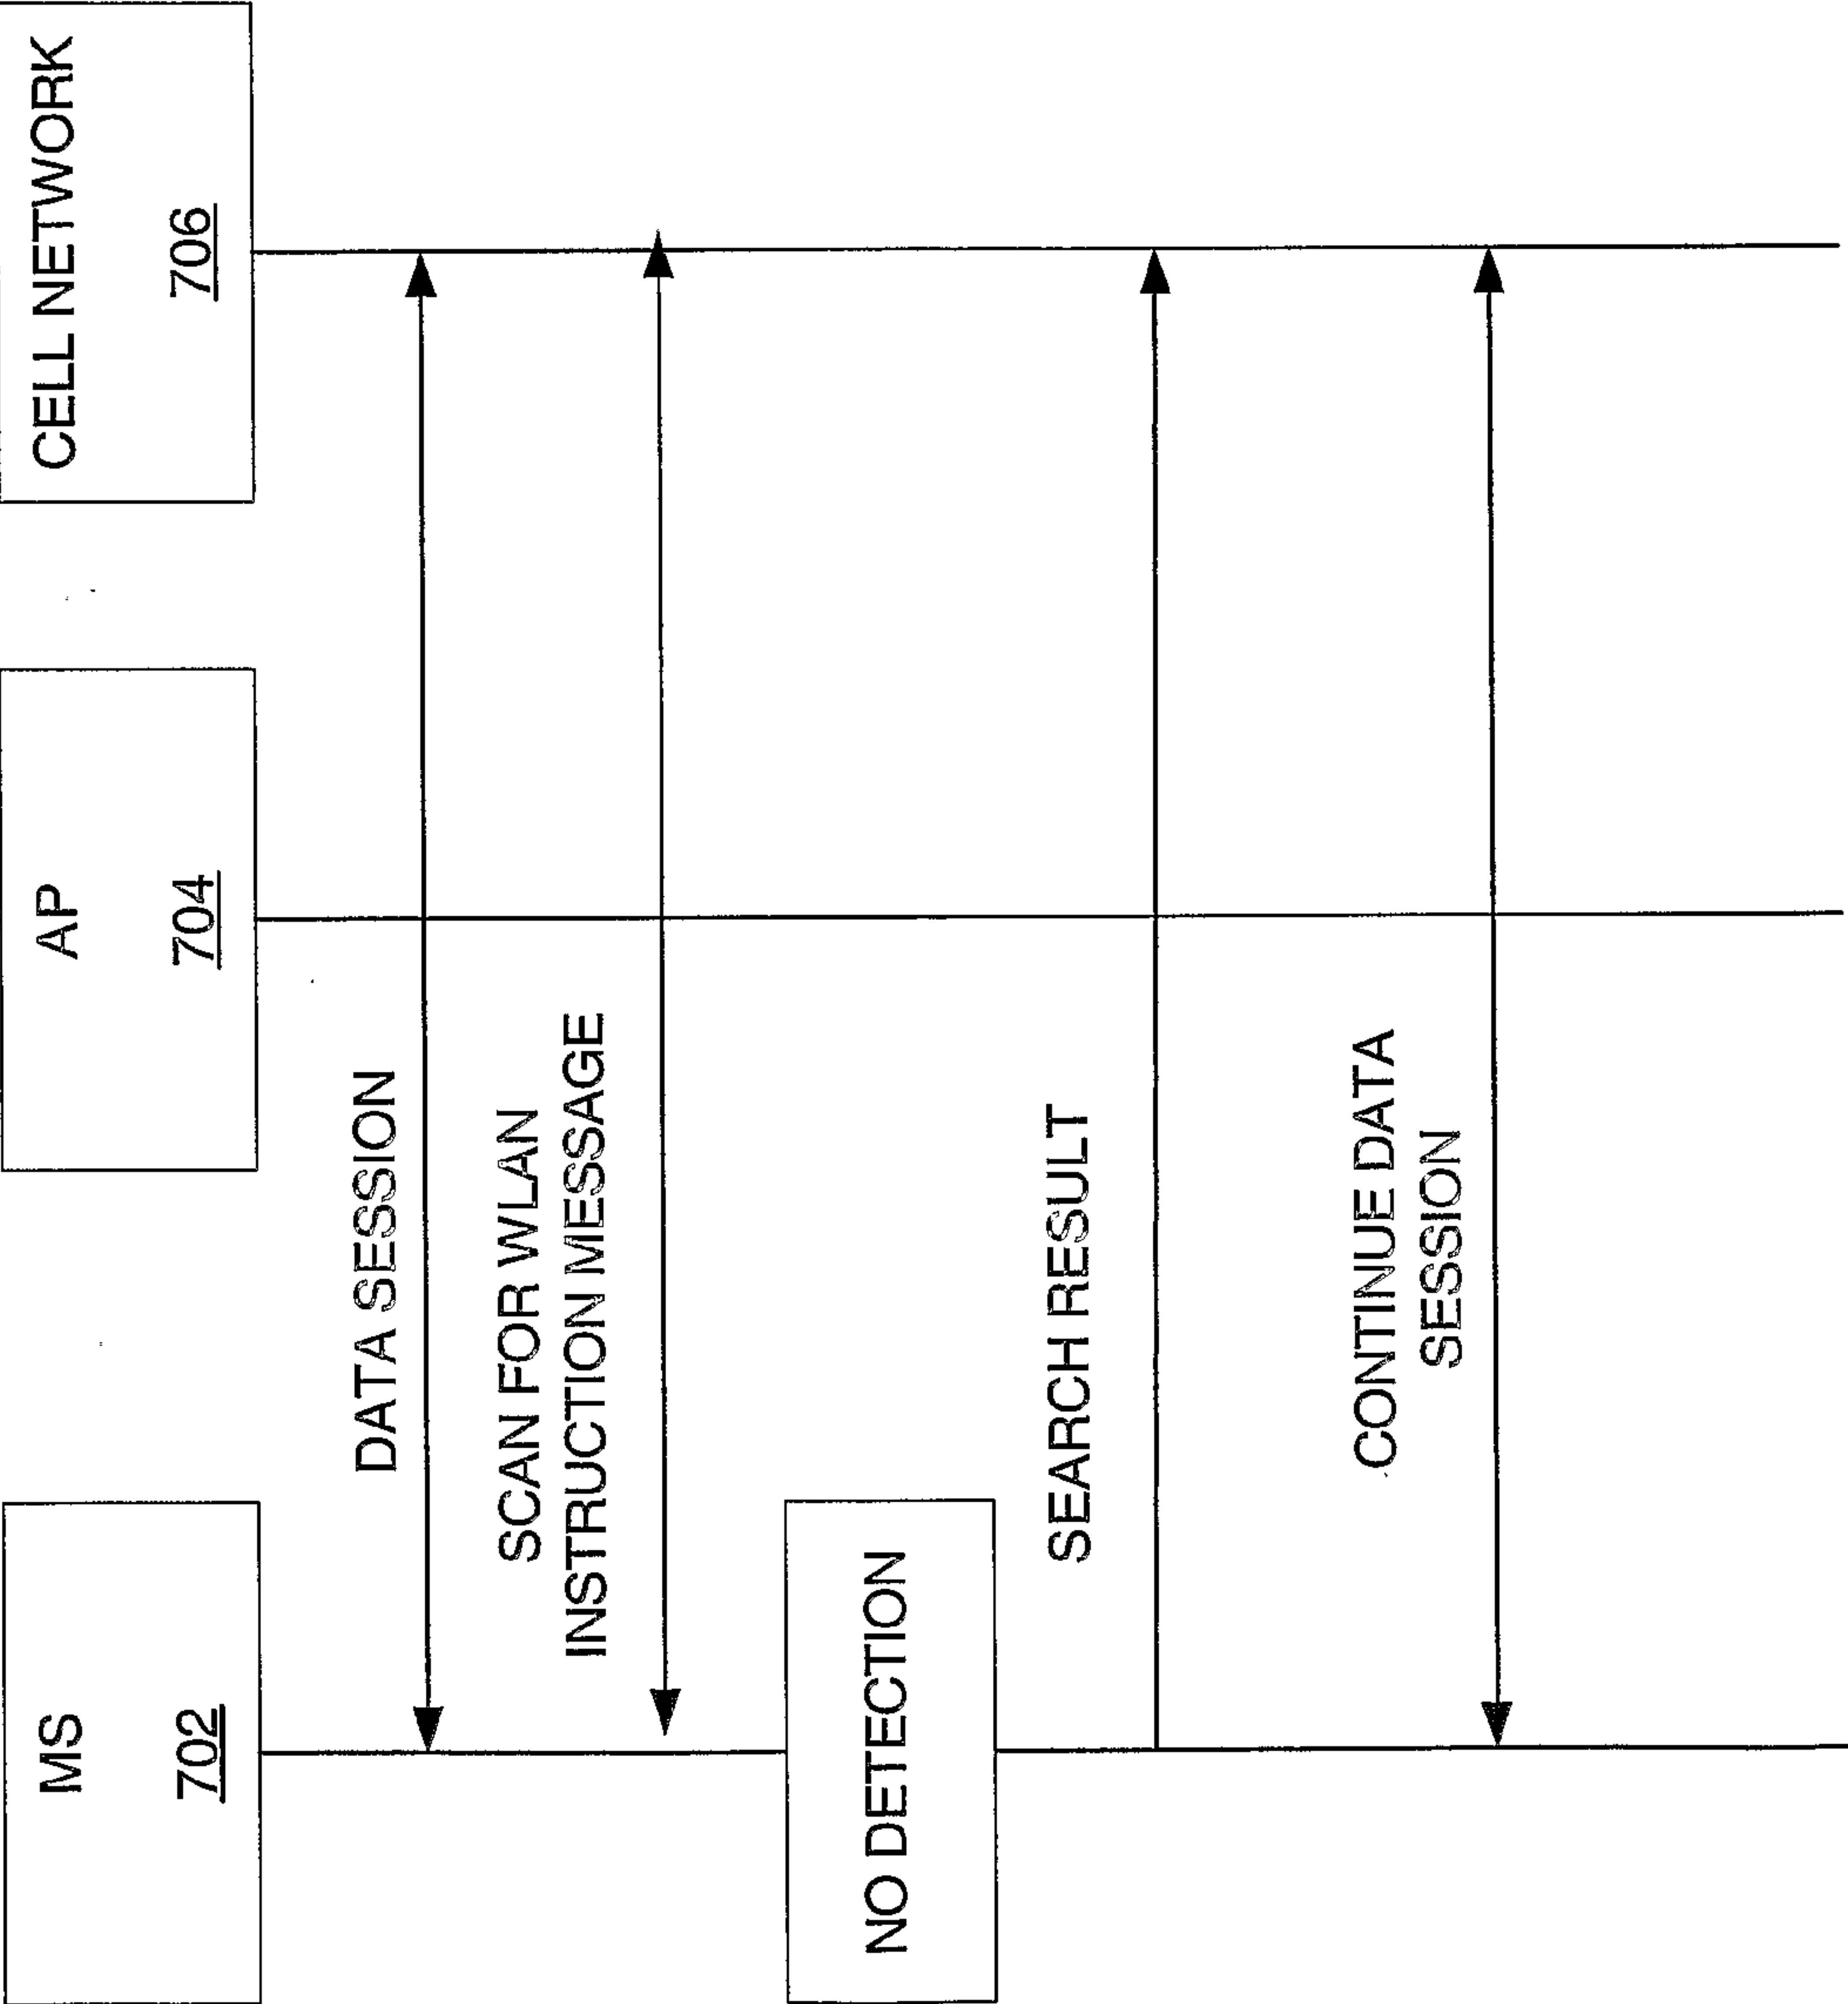 MS
702
AP
704
CELL NETWORK
706
DATA SESSION
SCAN FOR WLAN
INSTRUCTION MESSAGE
NO DETECTION
SEARCH RESULT
CONTINUE DATA
SESSION